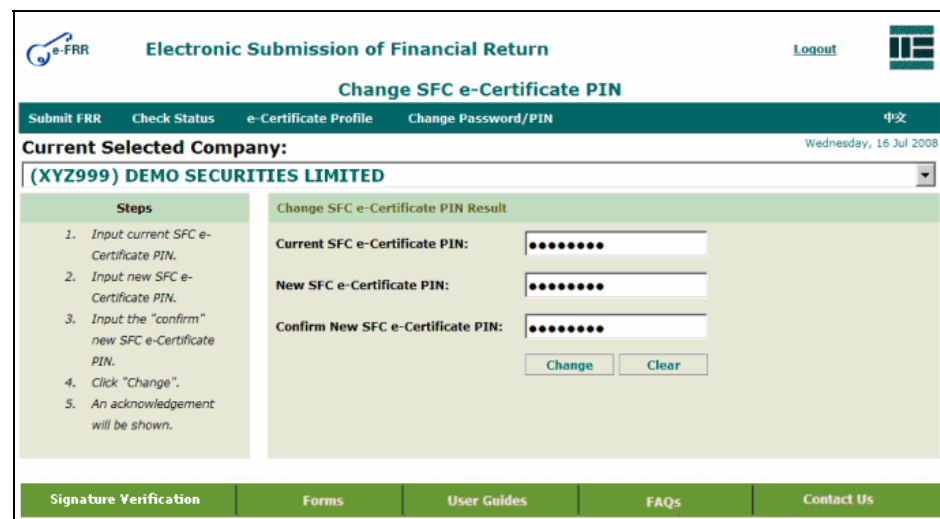 e-FRR
Electronic Submission of Financial Return
Logout
Change SFC e-Certificate PIN
Submit FRR Check Status e-Certificate Profile Change Password/PIN 中文
Current Selected Company:
Wednesday, 16 Jul 2008
(XYZ999) DEMO SECURITIES LIMITED
Steps
1. Input current SFC e-
Certificate PIN.
2. Input new SFC e-
Certificate PIN.
3. Input the "confirm"
new SFC e-Certificate
PIN.
4. Click "Change".
5. An acknowledgement
will be shown.
Change SFC e-Certificate PIN Result
Current SFC e-Certificate PIN: ●●●●●●●●
New SFC e-Certificate PIN: ●●●●●●●●
Confirm New SFC e-Certificate PIN: ●●●●●●●●
Change Clear
Signature Verification Forms User Guides FAQs Contact Us